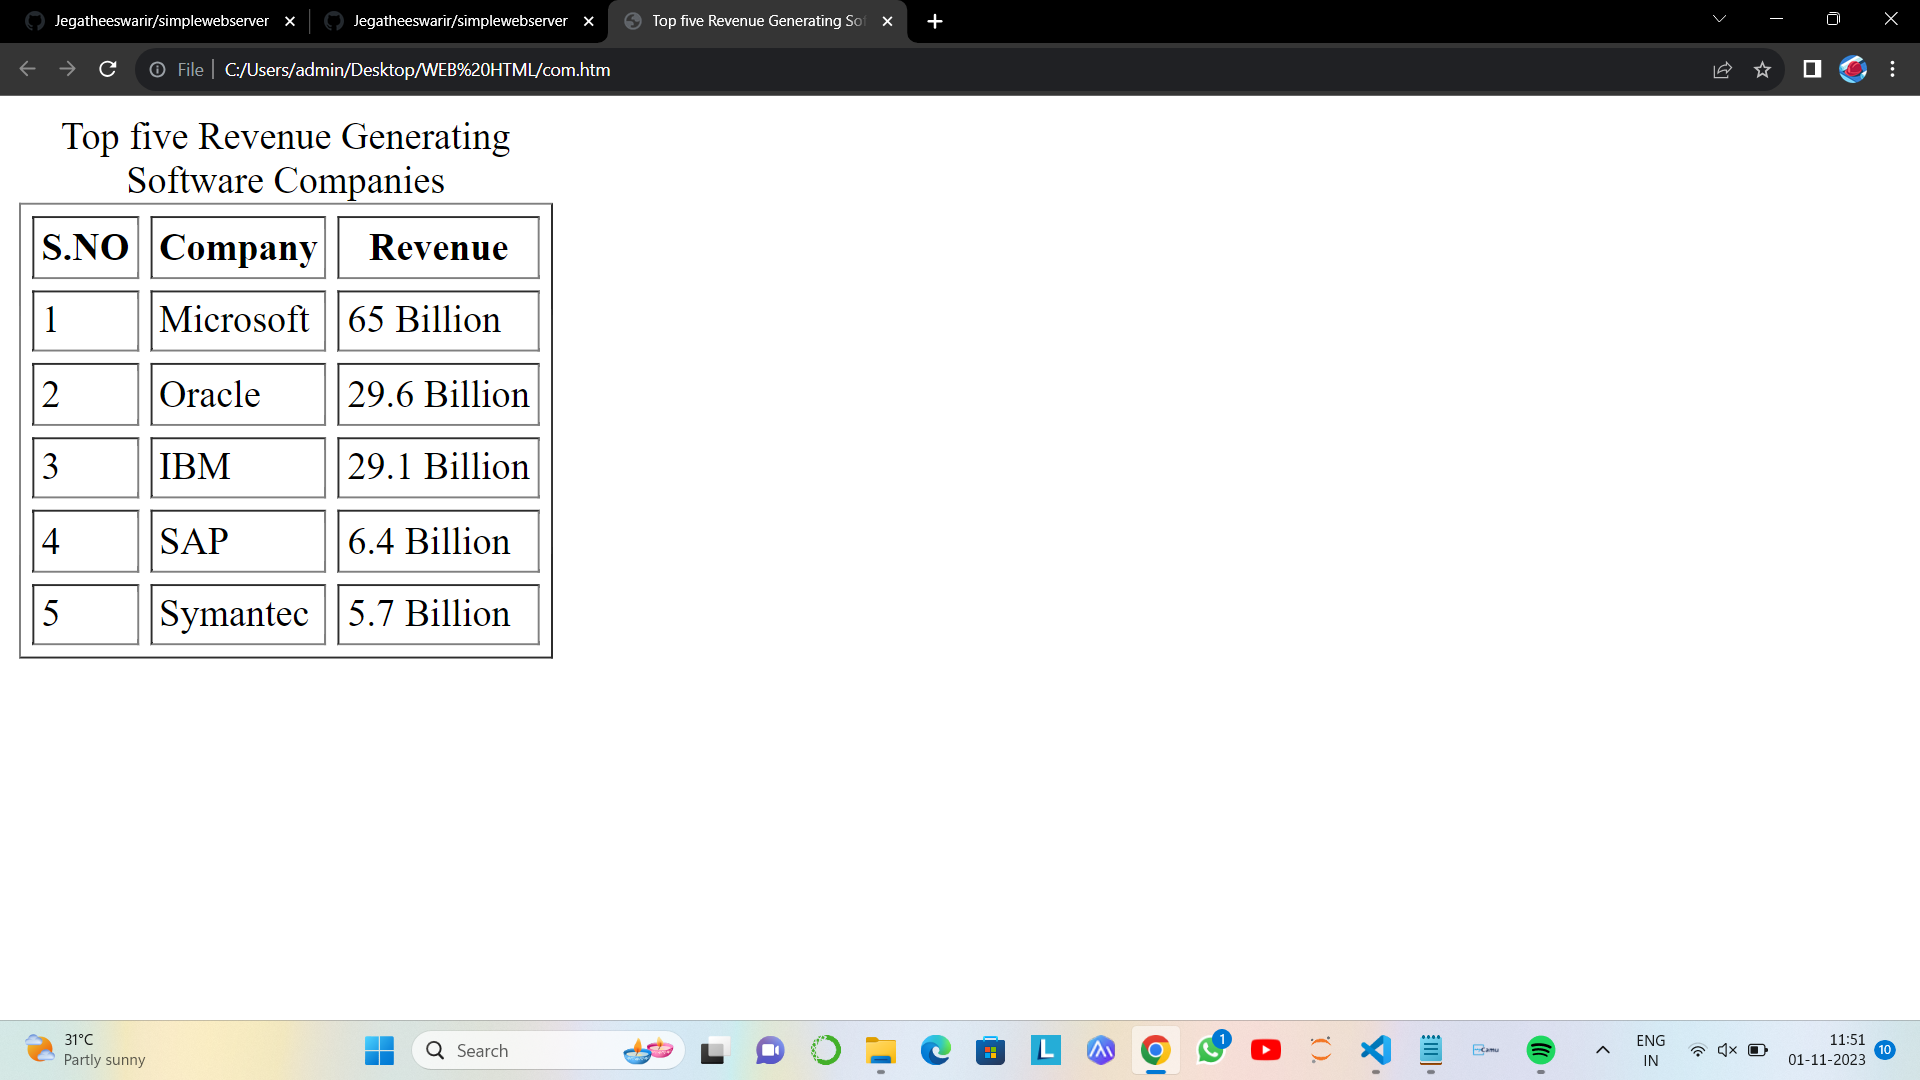 Jegatheeswarir/simplewebserver
Jegatheeswarir/simplewebserver
Top five Revenue Generating So
File
C:/Users/admin/Desktop/WEB%20HTML/com.htm
Top five Revenue Generating
Software Companies
S.NO Company Revenue
1 Microsoft 65 Billion
2 Oracle 29.6 Billion
3 IBM 29.1 Billion
4 SAP 6.4 Billion
5 Symantec 5.7 Billion
31°C
Partly sunny
Search
L
1
Camu
ENG
IN
11:51
01-11-2023
10